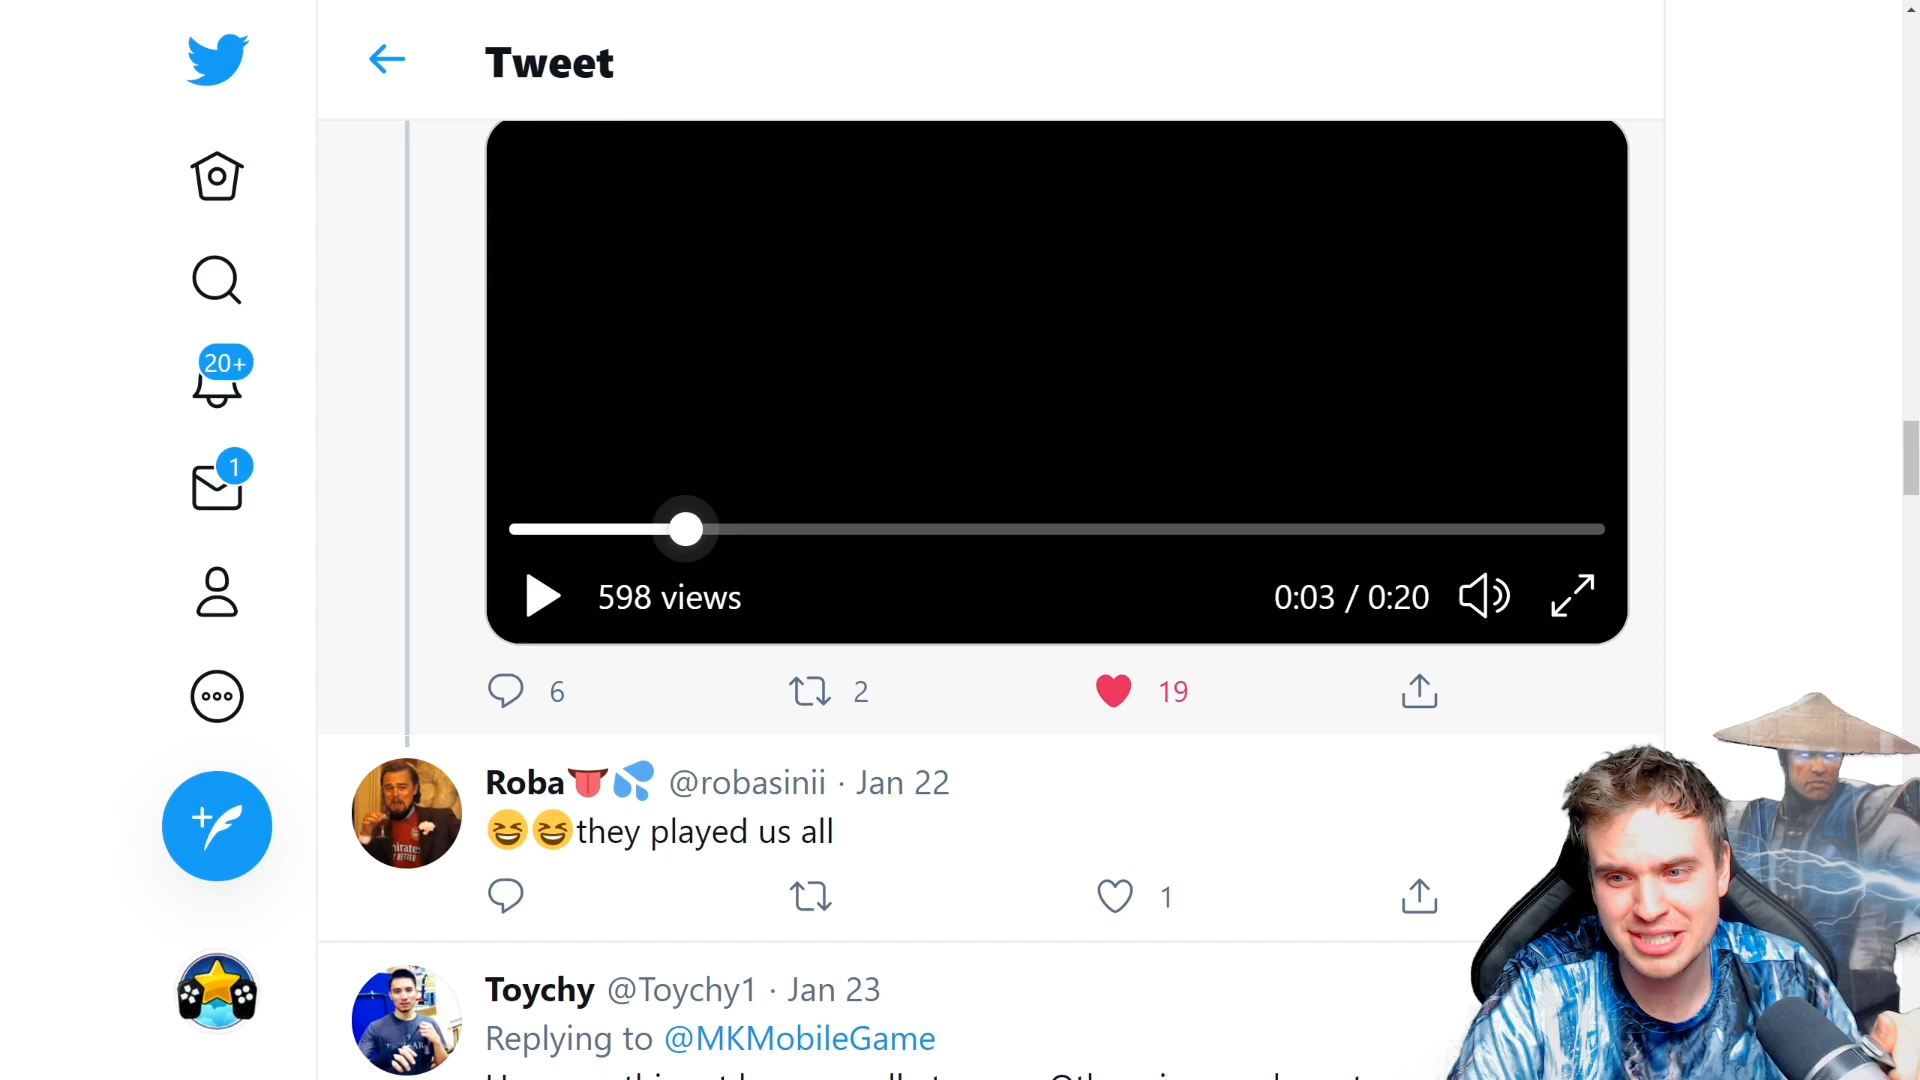 Tweet
20+
1
598 views
0:03 / 0:20
6
2
19
Roba👅💦 @robasinii · Jan 22
😆😆they played us all
1
Toychy @Toychy1 · Jan 23
Replying to @MKMobileGame